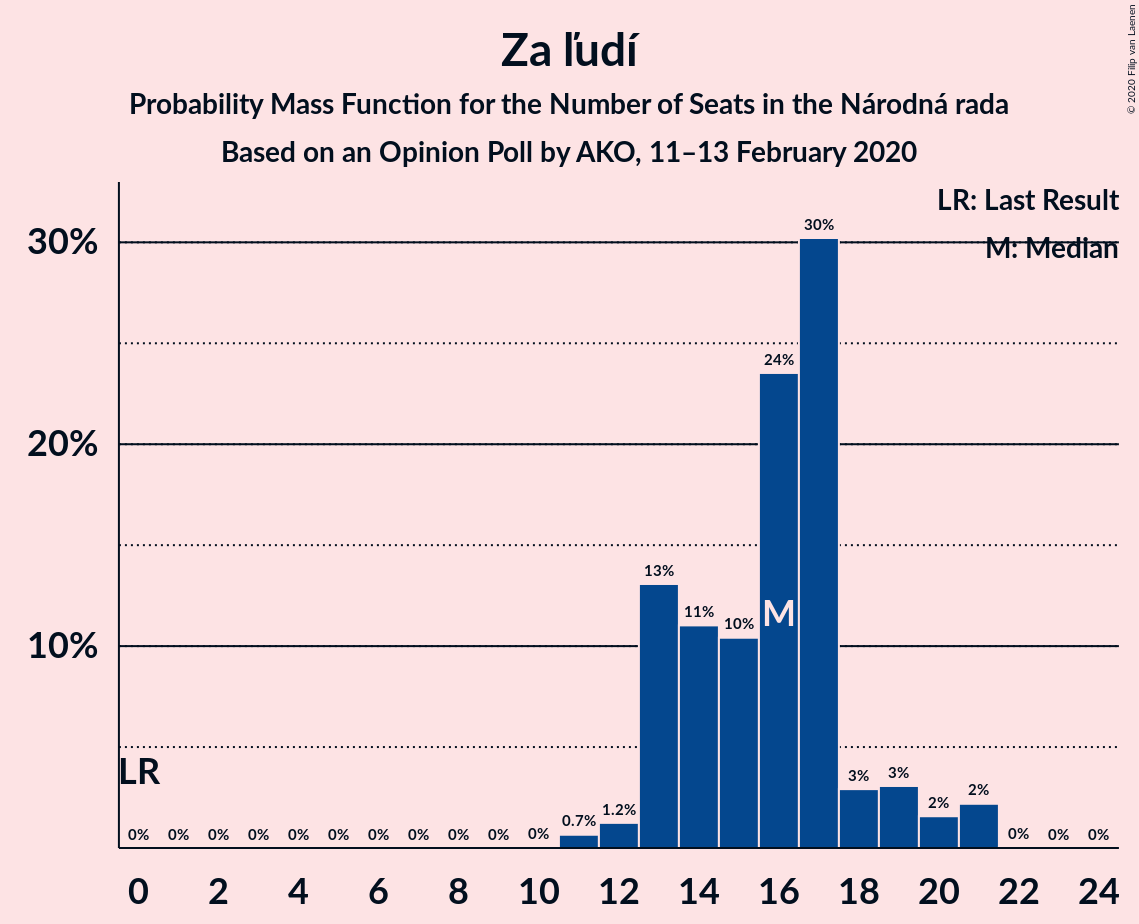 Za ľudí
Probability Mass Function for the Number of Seats in the Národná rada
Based on an Opinion Poll by AKO, 11–13 February 2020
© 2020 Filip van Laenen
LR: Last Result
M: Median
30%
20%
10%
30%
24%
13%
11%
10%
M
LR
0% 0% 0% 0% 0% 0% 0% 0% 0% 0% 0% 0.7% 1.2% 3% 3% 2% 2% 0% 0% 0%
0 2 4 6 8 10 12 14 16 18 20 22 24